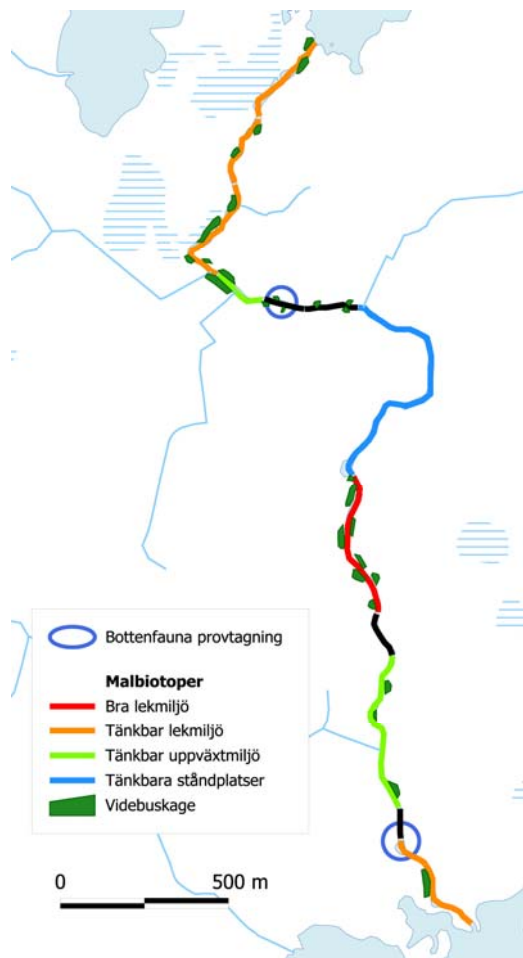 Bottenfauna provtagning
Malbiotoper
Bra lekmiljö
Tänkbar lekmiljö
Tänkbar uppväxtmiljö
Tänkbara ståndplatser
Videbuskage
0 500 m